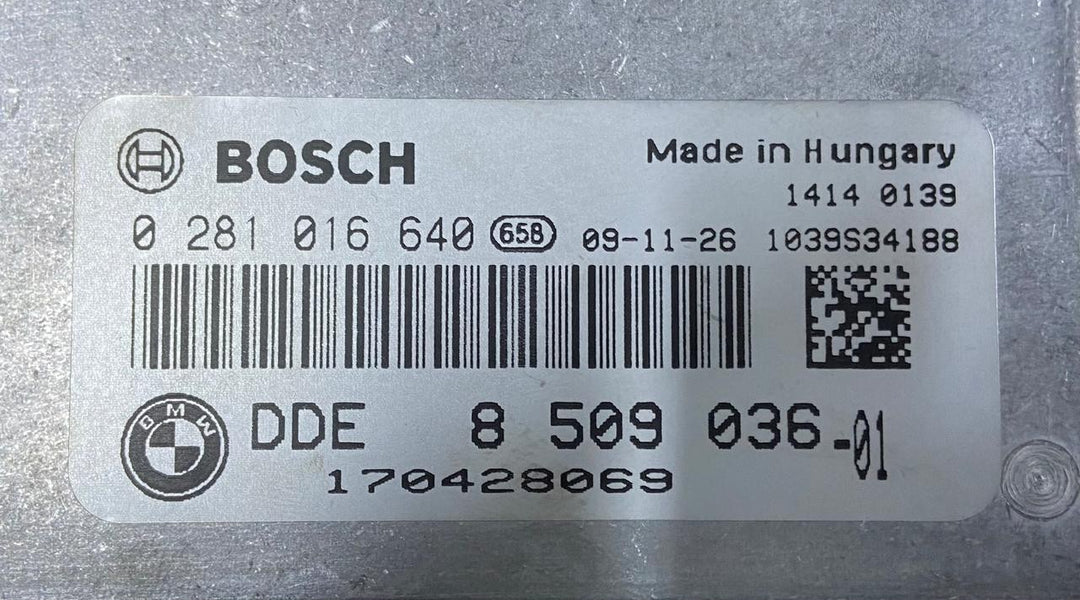 BOSCH
Made in Hungary
1414 0139
0 281 016 640 658 09-11-26 1039S34188
BMW
DDE 8 509 036-01
170428069